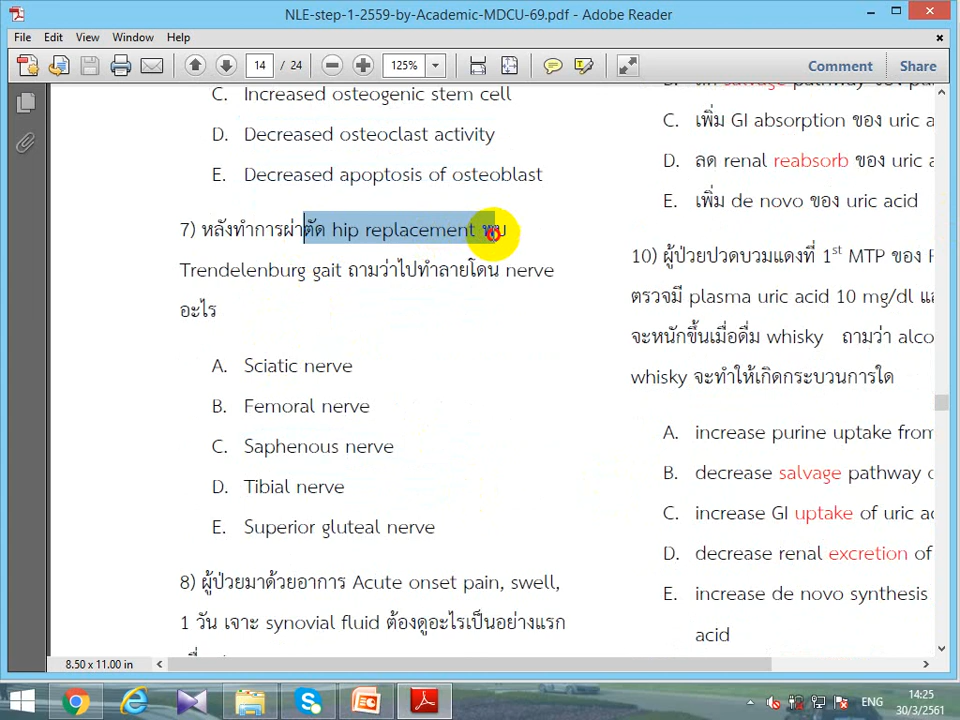 NLE-step-1-2559-by-Academic-MDCU-69.pdf - Adobe Reader
File Edit View Window Help
14 / 24
125%
Comment
Share
C. Increased osteogenic stem cell
D. Decreased osteoclast activity
E. Decreased apoptosis of osteoblast
7) หลังทำการผ่าตัด hip replacement พบ
Trendelenburg gait ถามว่าไปทำลายโดน nerve
อะไร
A. Sciatic nerve
B. Femoral nerve
C. Saphenous nerve
D. Tibial nerve
E. Superior gluteal nerve
8) ผู้ป่วยมาด้วยอาการ Acute onset pain, swell,
1 วัน เจาะ synovial fluid ต้องดูอะไรเป็นอย่างแรก
C. เพิ่ม GI absorption ของ uric a
D. ลด renal reabsorb ของ uric a
E. เพิ่ม de novo ของ uric acid
10) ผู้ป่วยปวดบวมแดงที่ 1st MTP ของ
ตรวจมี plasma uric acid 10 mg/dl
จะหนักขึ้นเมื่อดื่ม whisky ถามว่า alco
whisky จะทำให้เกิดกระบวนการใด
A. increase purine uptake from
B. decrease salvage pathway
C. increase GI uptake of uric
D. decrease renal excretion of
E. increase de novo synthesis
acid
8.50 x 11.00 in
ENG
14:25
30/3/2561